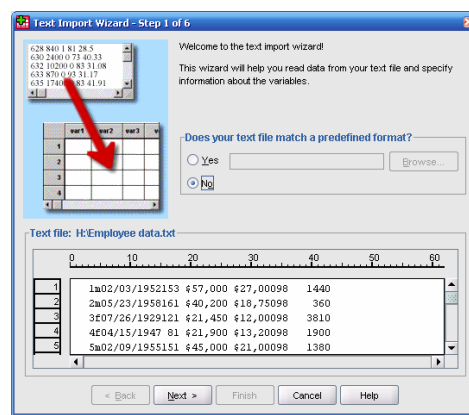 Text Import Wizard - Step 1 of 6
628 840 1 81 28.5
630 2400 0 73 40.33
632 10200 0 83 31.08
633 870 0 93 31.17
635 17400 0 83 41.91
var1 var2 var3 v
1
2
3
4
Welcome to the text import wizard!
This wizard will help you read data from your text file and specify
information about the variables.
Does your text file match a predefined format?
Yes Browse...
No
Text file: H:\Employee data.txt
0 10 20 30 40 50 60
1 1m02/03/1952153 $57,000 $27,00098 1440
2 2m05/23/1958161 $40,200 $18,75098 360
3 3f07/26/1929121 $21,450 $12,00098 3810
4 4f04/15/1947 81 $21,900 $13,20098 1900
5 5m02/09/1955151 $45,000 $21,00098 1380
< Back Next > Finish Cancel Help